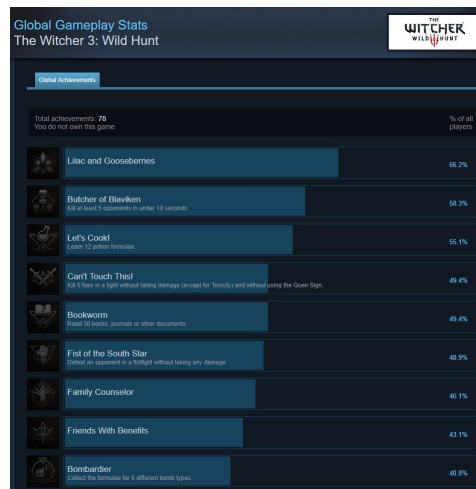 Global Gameplay Stats
The Witcher 3: Wild Hunt
THE
WITCHER
WILD HUNT
Global Achievements
Total achievements: 78
You do not own this game
% of all
players
Lilac and Gooseberries
66.2%
Butcher of Blaviken
Kill at least 5 opponents in under 10 seconds.
58.3%
Let's Cook!
Learn 12 potion formulae.
55.1%
Can't Touch This!
Kill 5 foes in a fight without taking damage (except for Toxicity) and without using the Quen Sign.
49.4%
Bookworm
Read 30 books, journals or other documents.
49.4%
Fist of the South Star
Defeat an opponent in a fistfight without taking any damage.
48.9%
Family Counselor
46.1%
Friends With Benefits
43.1%
Bombardier
Collect the formulae for 6 different bomb types.
40.8%